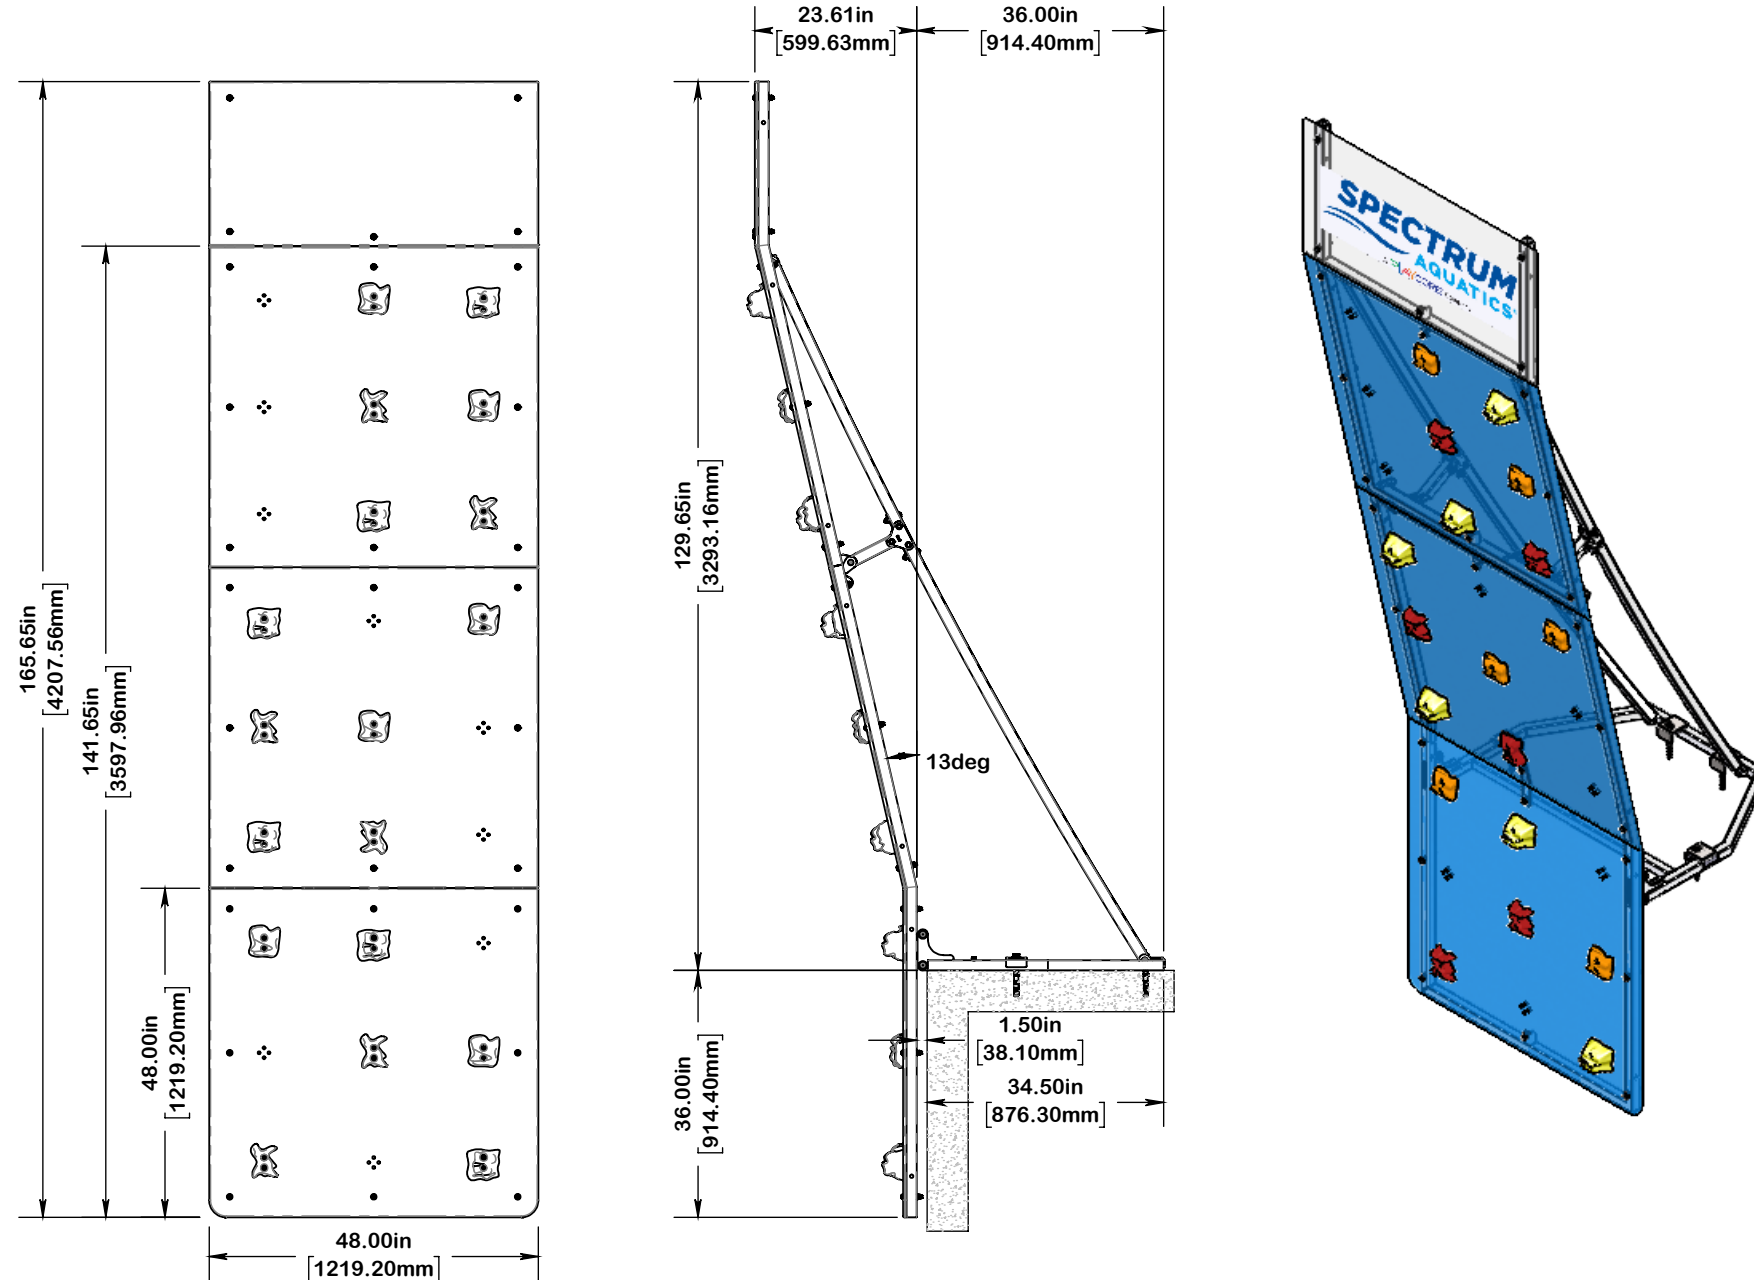 23.61in
[599.63mm]
36.00in
[914.40mm]
165.65in
[4207.56mm]
141.65in
[3597.96mm]
48.00in
[1219.20mm]
48.00in
[1219.20mm]
129.65in
[3293.16mm]
13deg
36.00in
[914.40mm]
1.50in
[38.10mm]
34.50in
[876.30mm]
SPECTRUM
AQUATICS